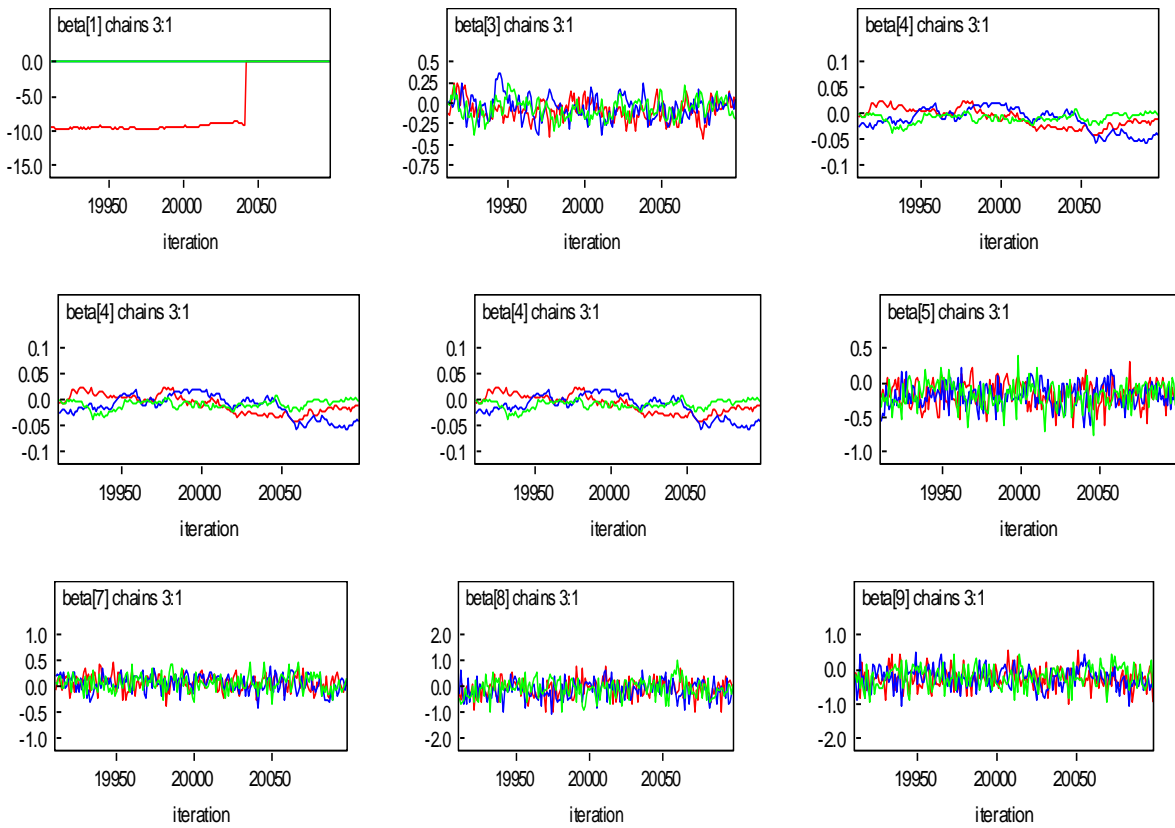 beta[1] chains 3:1
0.0
-5.0
-10.0
-15.0
19950 20000 20050
iteration
beta[3] chains 3:1
0.5
0.25
0.0
-0.25
-0.5
-0.75
19950 20000 20050
iteration
beta[4] chains 3:1
0.1
0.05
0.0
-0.05
-0.1
19950 20000 20050
iteration
beta[4] chains 3:1
0.1
0.05
0.0
-0.05
-0.1
19950 20000 20050
iteration
beta[4] chains 3:1
0.1
0.05
0.0
-0.05
-0.1
19950 20000 20050
iteration
beta[5] chains 3:1
0.5
0.0
-0.5
-1.0
19950 20000 20050
iteration
beta[7] chains 3:1
1.0
0.5
0.0
-0.5
-1.0
19950 20000 20050
iteration
beta[8] chains 3:1
2.0
1.0
0.0
-1.0
-2.0
19950 20000 20050
iteration
beta[9] chains 3:1
1.0
0.0
-1.0
-2.0
19950 20000 20050
iteration